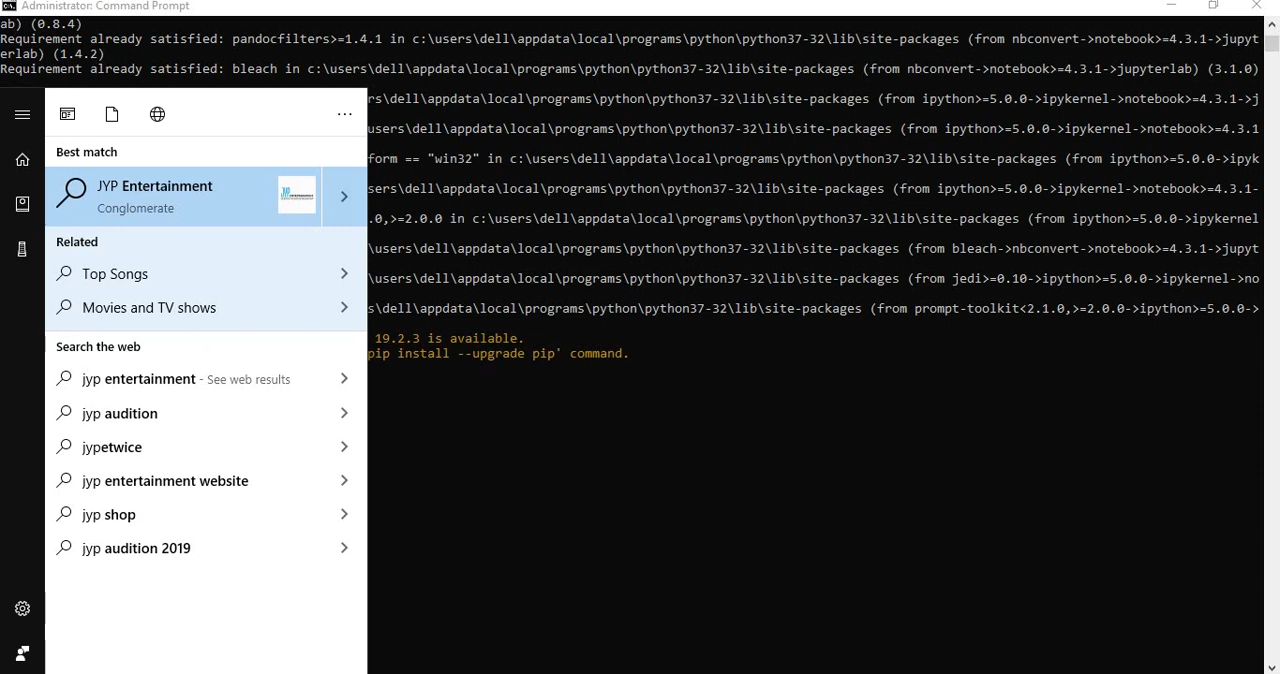 Administrator: Command Prompt
ab) (0.8.4)
Requirement already satisfied: pandocfilters>=1.4.1 in c:\users\dell\appdata\local\programs\python\python37-32\lib\site-packages (from nbconvert->notebook>=4.3.1->jupyt
erlab) (1.4.2)
Requirement already satisfied: bleach in c:\users\dell\appdata\local\programs\python\python37-32\lib\site-packages (from nbconvert->notebook>=4.3.1->jupyterlab) (3.1.0)
rs\dell\appdata\local\programs\python\python37-32\lib\site-packages (from ipython>=5.0.0->ipykernel->notebook>=4.3.1->j
users\dell\appdata\local\programs\python\python37-32\lib\site-packages (from ipython>=5.0.0->ipykernel->notebook>=4.3.1
form == "win32" in c:\users\dell\appdata\local\programs\python\python37-32\lib\site-packages (from ipython>=5.0.0->ipyk
sers\dell\appdata\local\programs\python\python37-32\lib\site-packages (from ipython>=5.0.0->ipykernel->notebook>=4.3.1-
.0,>=2.0.0 in c:\users\dell\appdata\local\programs\python\python37-32\lib\site-packages (from ipython>=5.0.0->ipykernel
users\dell\appdata\local\programs\python\python37-32\lib\site-packages (from bleach->nbconvert->notebook>=4.3.1->jupyt
\users\dell\appdata\local\programs\python\python37-32\lib\site-packages (from jedi>=0.10->ipython>=5.0.0->ipykernel->no
s\dell\appdata\local\programs\python\python37-32\lib\site-packages (from prompt-toolkit<2.1.0,>=2.0.0->ipython>=5.0.0->
19.2.3 is available.
pip install --upgrade pip' command.
Best match
JYP Entertainment
Conglomerate
Related
Top Songs
Movies and TV shows
Search the web
jyp entertainment - See web results
jyp audition
jypetwice
jyp entertainment website
jyp shop
jyp audition 2019